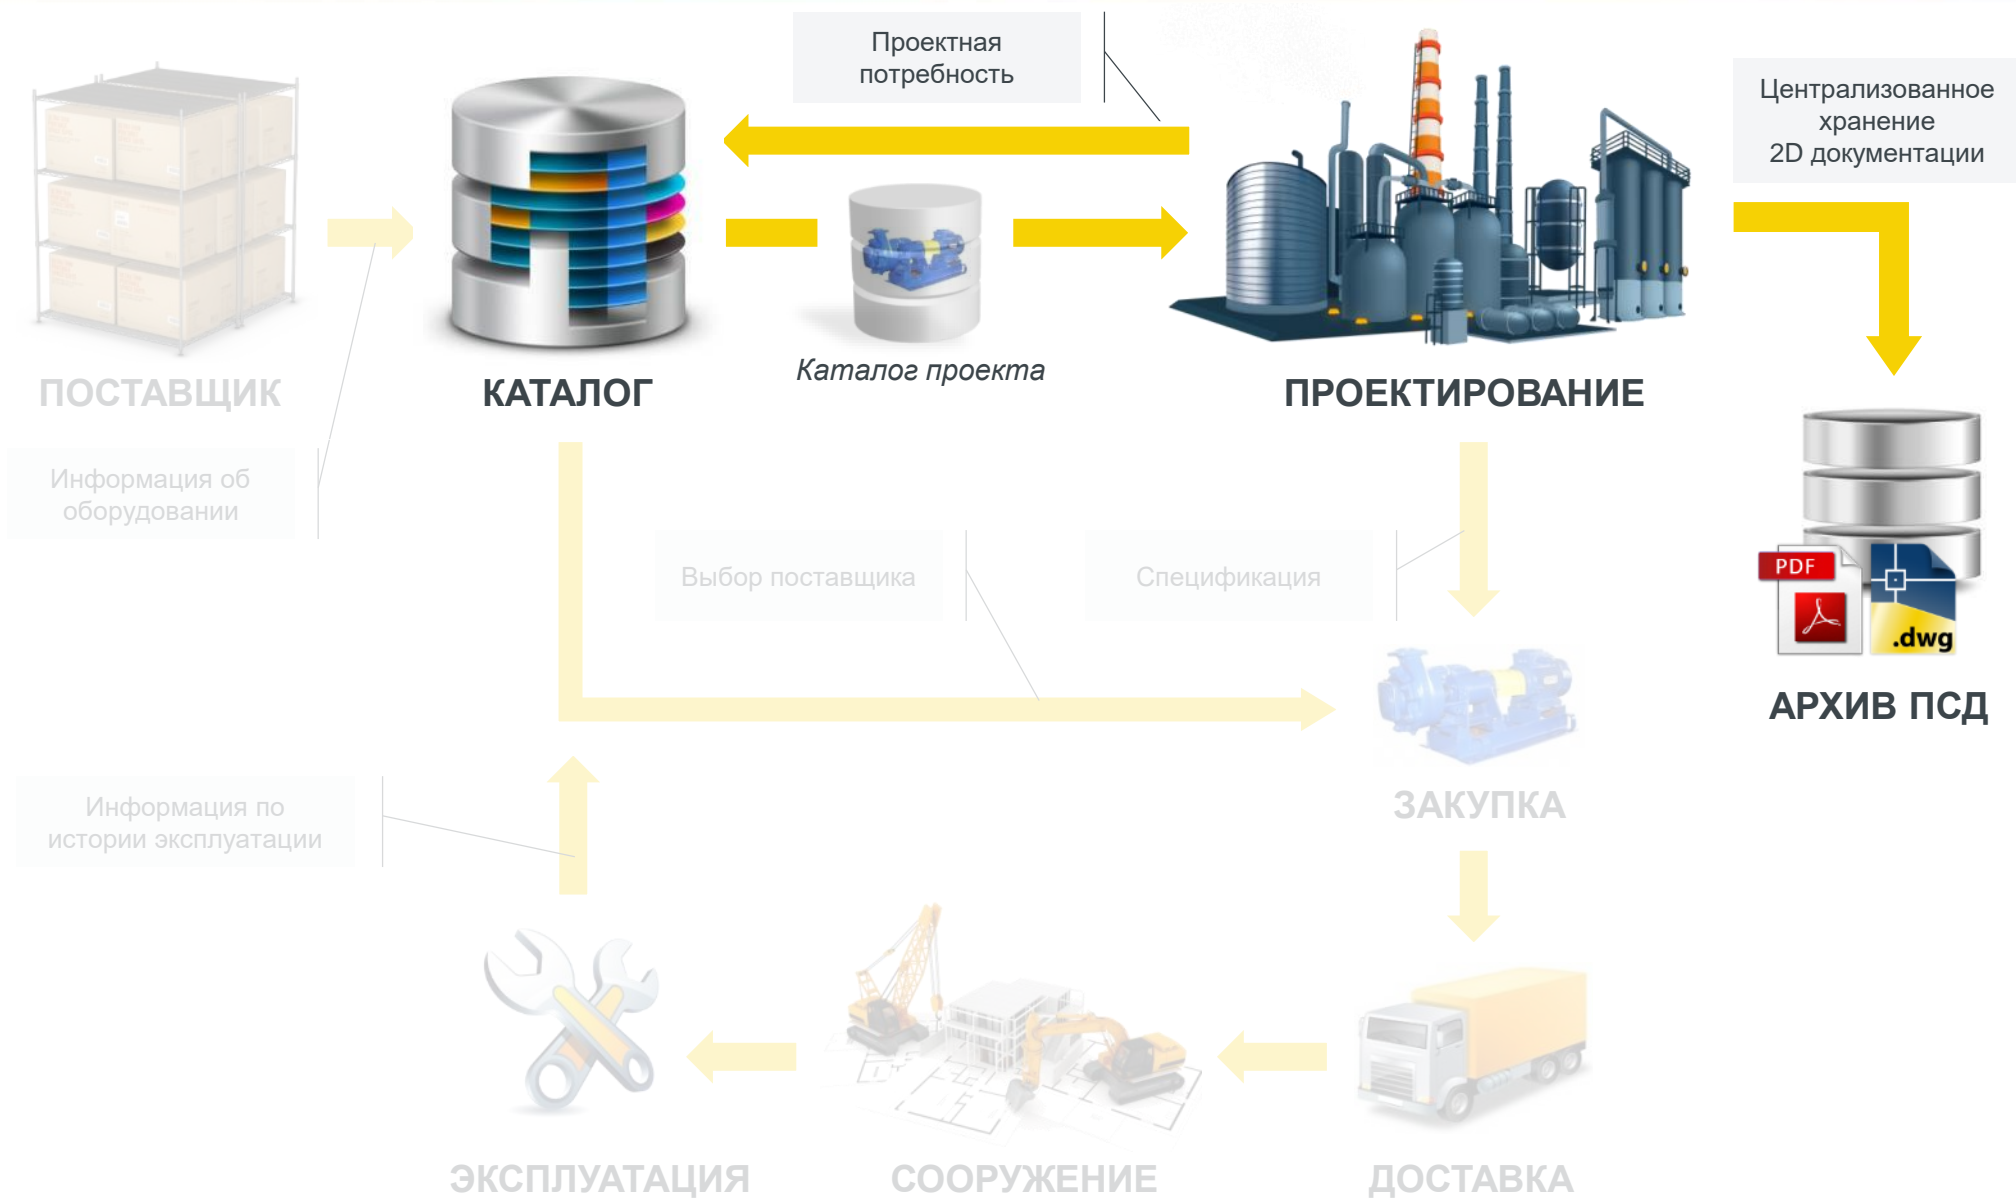 Проектная
потребность
Централизованное
хранение
2D документации
Каталог проекта
ПОСТАВЩИК
КАТАЛОГ
ПРОЕКТИРОВАНИЕ
Информация об
оборудовании
Выбор поставщика
Спецификация
PDF
.dwg
АРХИВ ПСД
Информация по
истории эксплуатации
ЗАКУПКА
ЭКСПЛУАТАЦИЯ
СООРУЖЕНИЕ
ДОСТАВКА